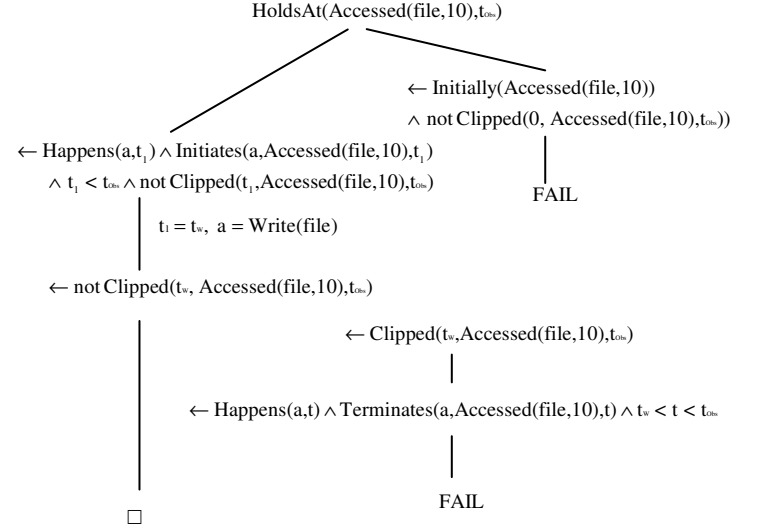 HoldsAt(Accessed(file,10),tObs)
← Initially(Accessed(file,10))
∧ not Clipped(0, Accessed(file,10),tObs))
FAIL
← Happens(a,t1) ∧ Initiates(a,Accessed(file,10),t1)
∧ t1 < tObs ∧ not Clipped(t1,Accessed(file,10),tObs)
t1 = tw, a = Write(file)
← not Clipped(tw, Accessed(file,10),tObs)
← Clipped(tw,Accessed(file,10),tObs)
← Happens(a,t) ∧ Terminates(a,Accessed(file,10),t) ∧ tw < t < tObs
FAIL
□